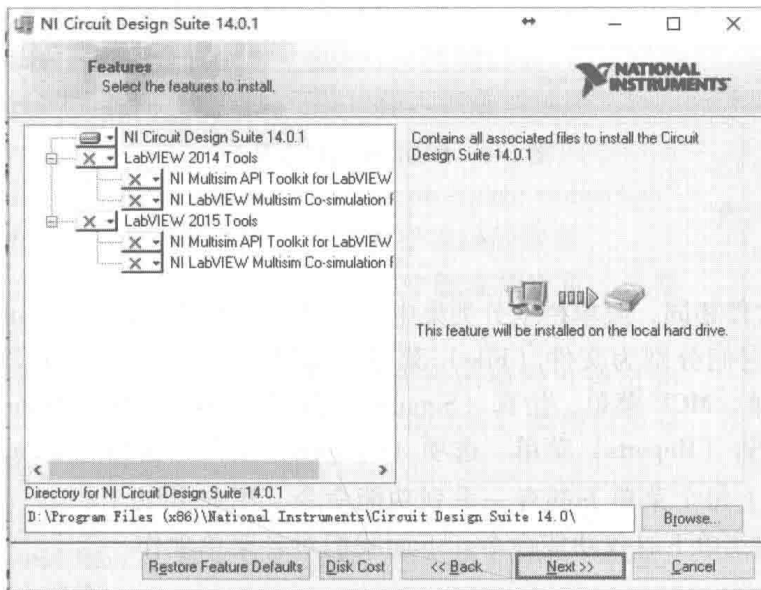 NI Circuit Design Suite 14.0.1
Features
Select the features to install.
NATIONAL
INSTRUMENTS
NI Circuit Design Suite 14.0.1
LabVIEW 2014 Tools
NI Multisim API Toolkit for LabVIEW
NI LabVIEW Multisim Co-simulation
LabVIEW 2015 Tools
NI Multisim API Toolkit for LabVIEW
NI LabVIEW Multisim Co-simulation
Contains all associated files to install the Circuit
Design Suite 14.0.1
This feature will be installed on the local hard drive.
Directory for NI Circuit Design Suite 14.0.1
D:\Program Files (x86)\National Instruments\Circuit Design Suite 14.0\
Browse...
Restore Feature Defaults
Disk Cost
<< Back
Next >>
Cancel